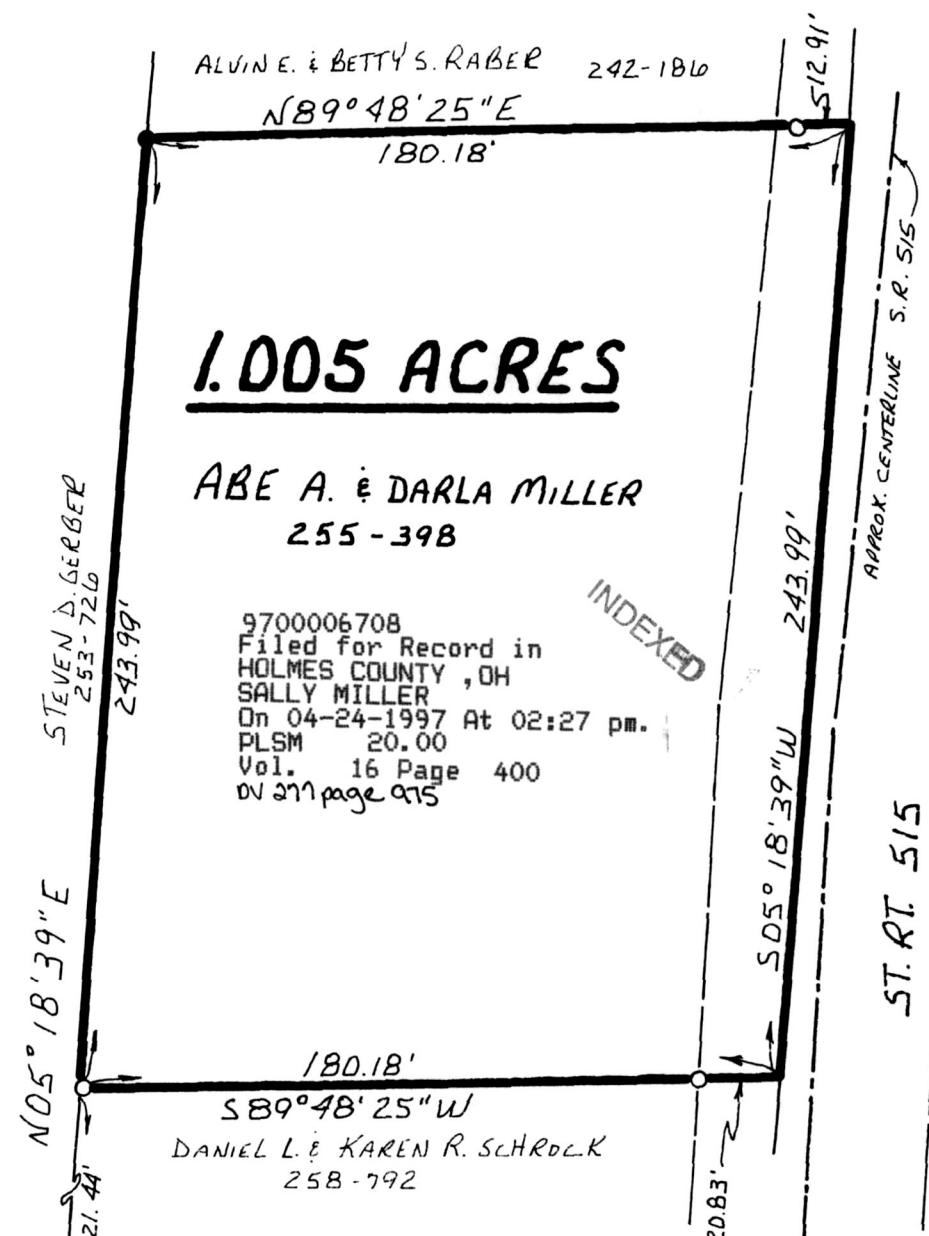 ALVIN E. & BETTY S. RABER 242-186
512.91'
N89° 48' 25" E
180.18'
APPROX. CENTERLINE S.R. 515
1.005 ACRES
ABE A. & DARLA MILLER
255-398
STEVEN D. GERBER
253-726
243.99'
243.99'
INDEXED
9700006708
Filed for Record in
HOLMES COUNTY ,OH
SALLY MILLER
On 04-24-1997 At 02:27 pm.
PLSM 20.00
Vol. 16 Page 400
DV 277 page 975
S05° 18' 39" W
ST. RT. 515
N05° 18' 39" E
180.18'
S89° 48' 25" W
DANIEL L. & KAREN R. SCHROCK
258-792
21.44'
20.83'